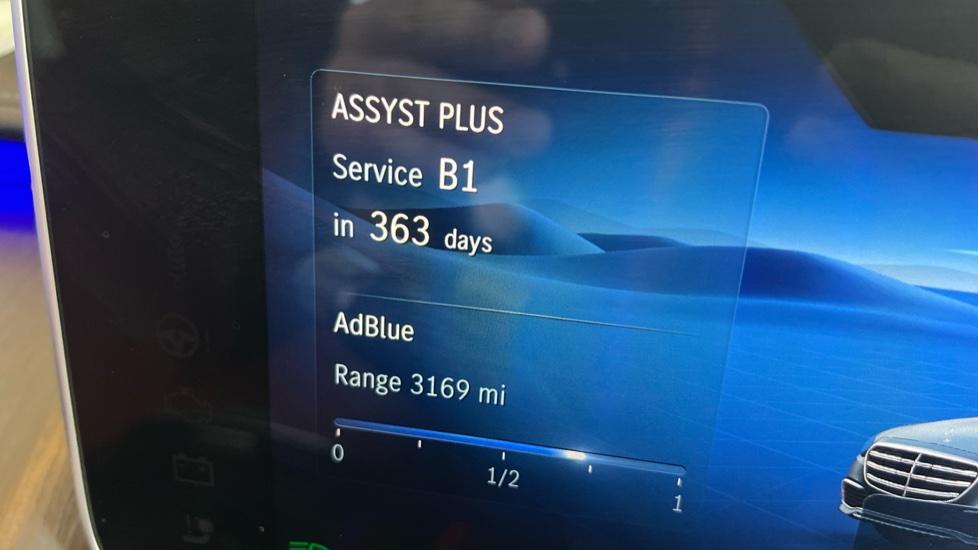 ASSYST PLUS
Service B1
in 363 days
AdBlue
Range 3169 mi
0
1/2
1